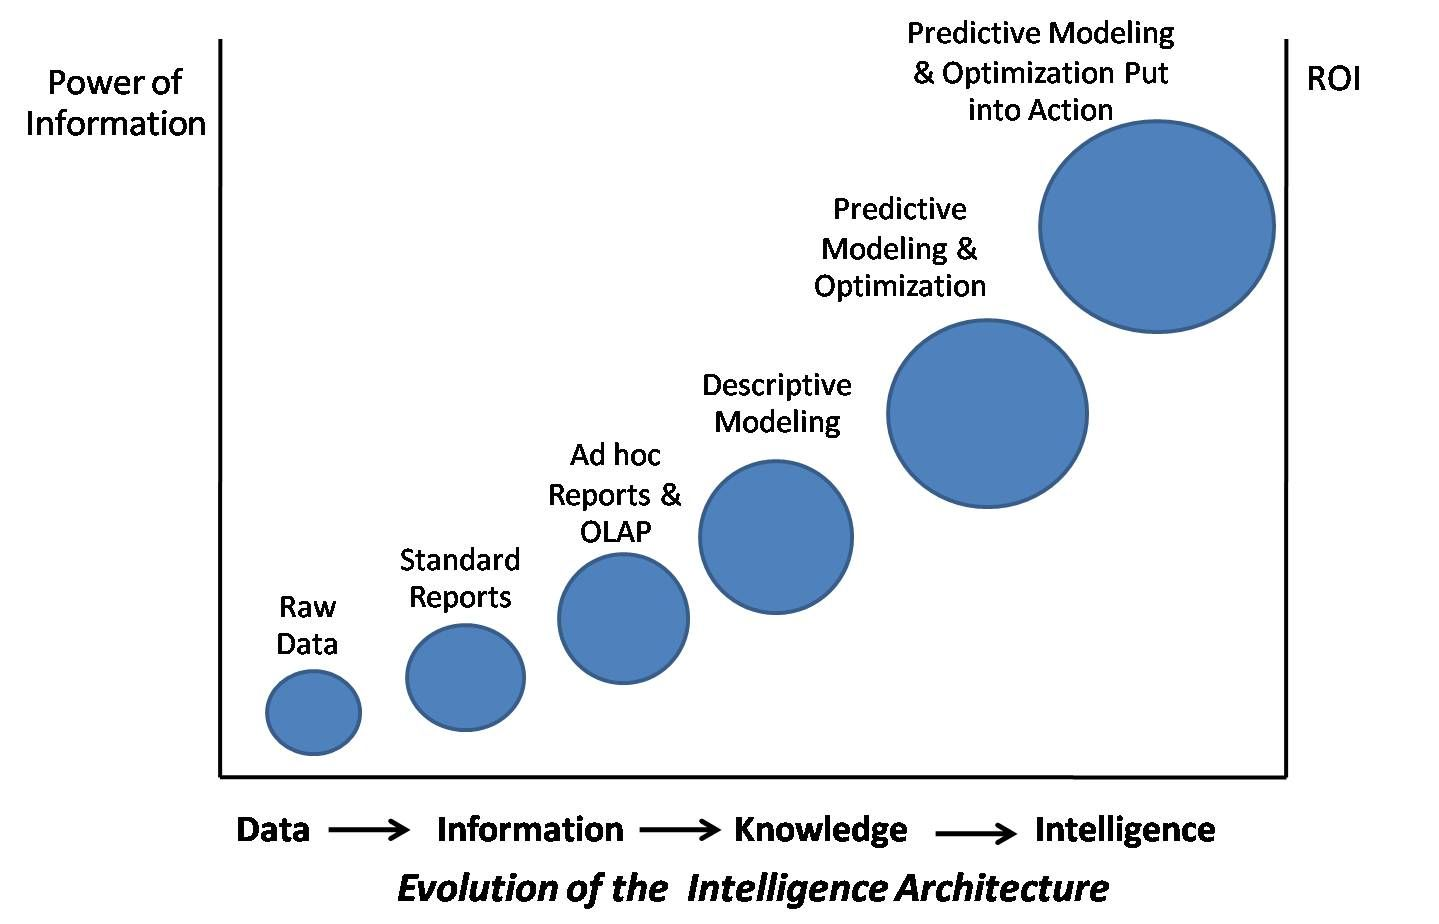 Predictive Modeling
& Optimization Put
into Action
Power of
Information
ROI
Predictive
Modeling &
Optimization
Descriptive
Modeling
Ad hoc
Reports &
OLAP
Standard
Reports
Raw
Data
Data → Information → Knowledge → Intelligence
Evolution of the Intelligence Architecture